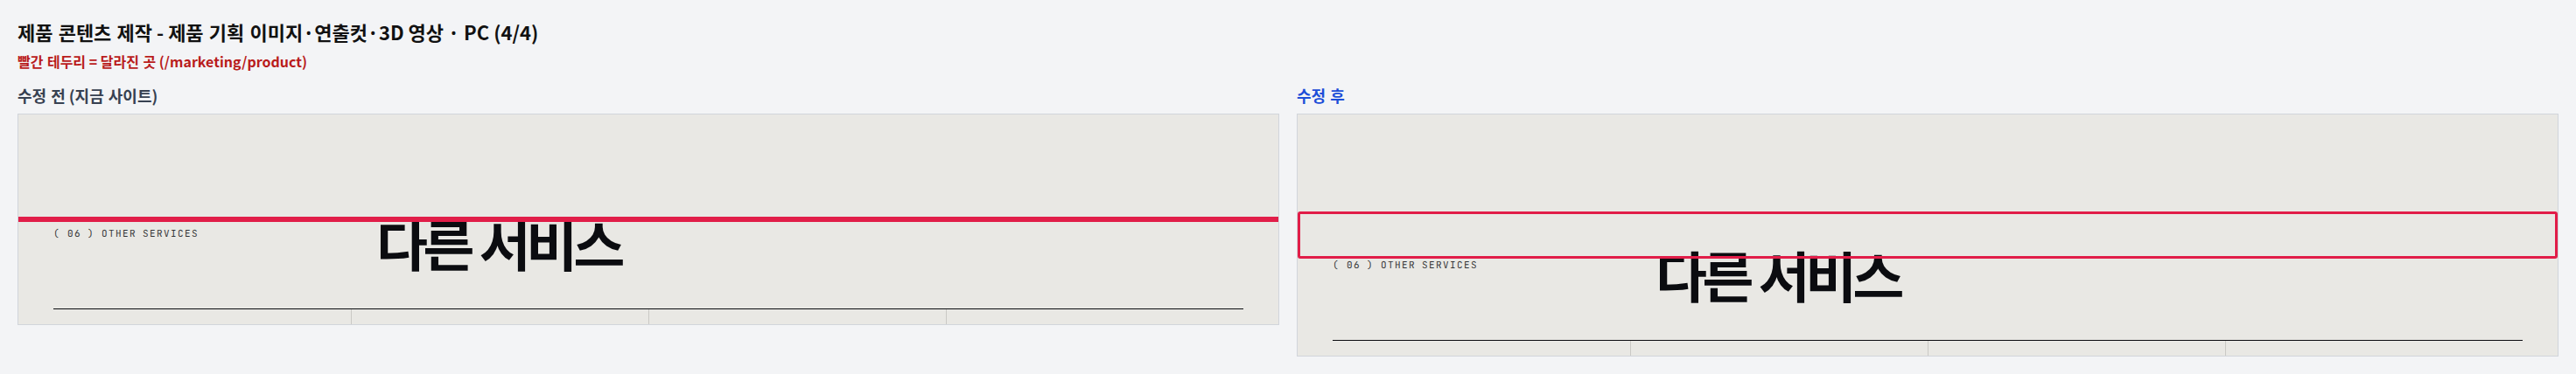 제품 콘텐츠 제작 - 제품 기획 이미지·연출컷·3D 영상 · PC (4/4)
빨간 테두리 = 달라진 곳 (/marketing/product)
수정 전 (지금 사이트)
( 06 ) OTHER SERVICES
다른 서비스
수정 후
( 06 ) OTHER SERVICES
다른 서비스